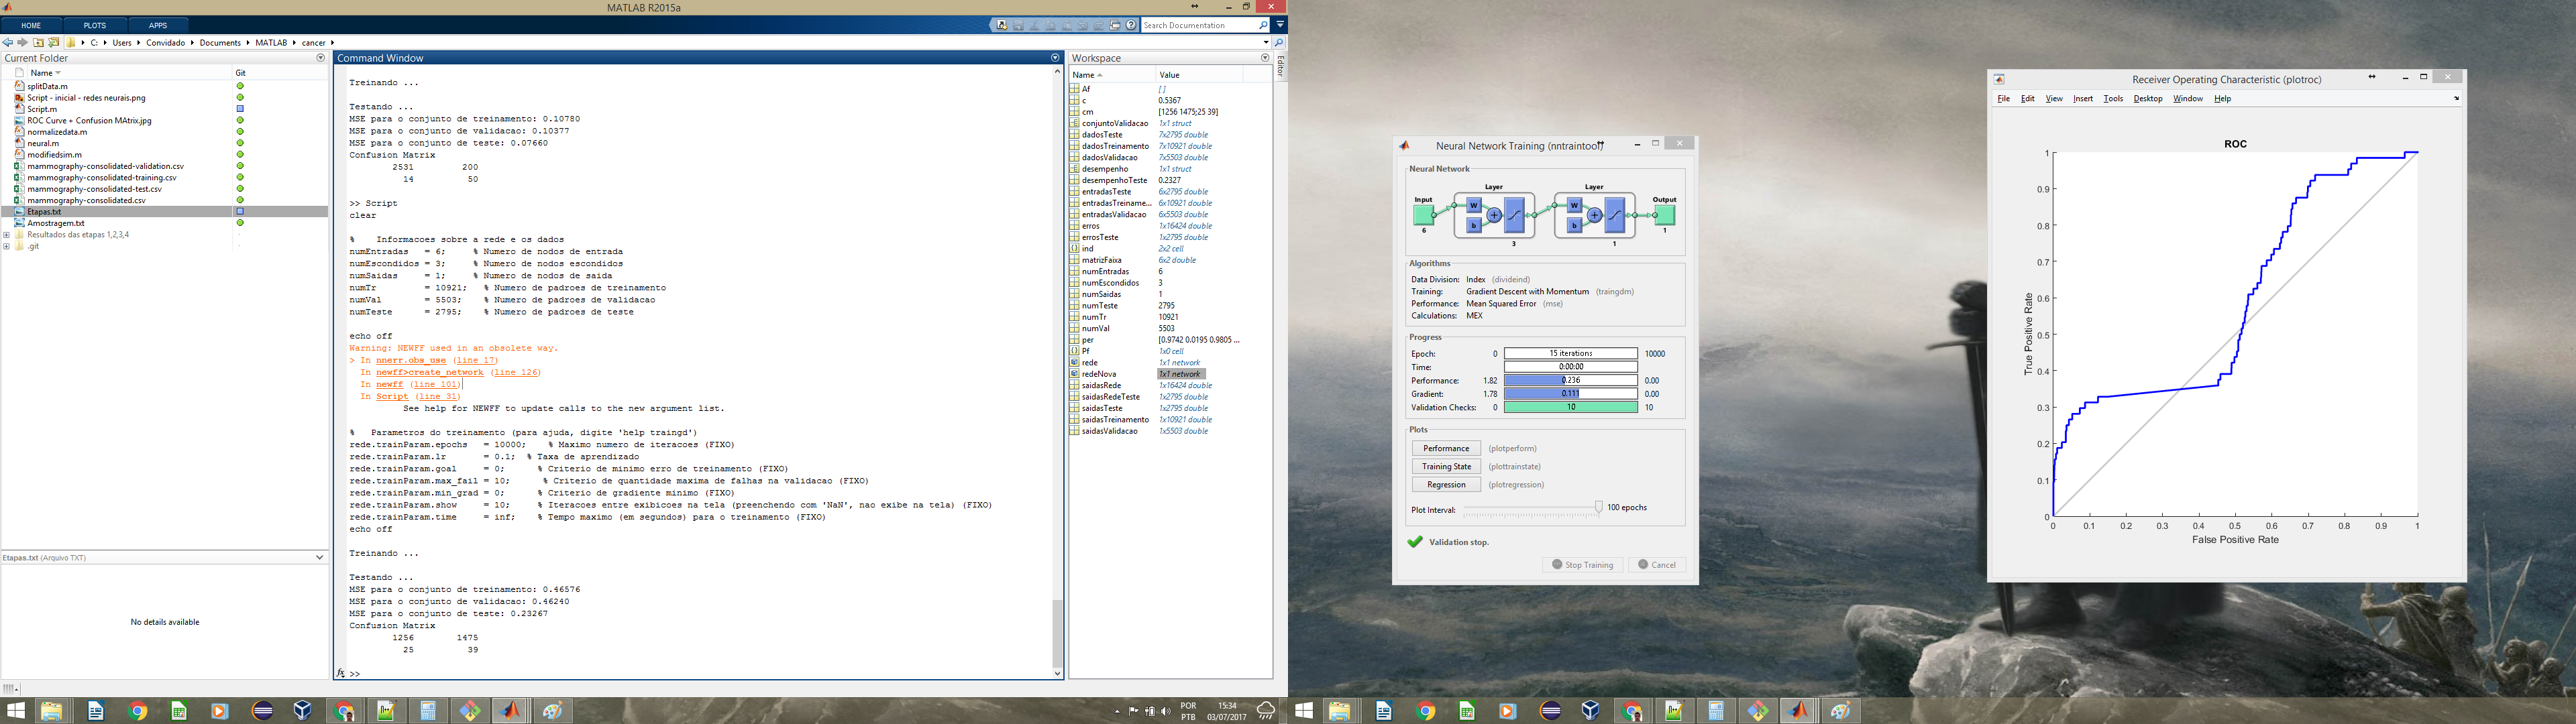 MATLAB R2015a
HOME PLOTS APPS
Search Documentation
C: Users Convidado Documents MATLAB cancer
Current Folder
Name Git
splitData.m
Script - inicial - redes neurais.png
Script.m
ROC Curve + Confusion MAtrix.jpg
normalizedata.m
neural.m
modifiedsim.m
mammography-consolidated-validation.csv
mammography-consolidated-training.csv
mammography-consolidated-test.csv
mammography-consolidated.csv
Etapas.txt
Amostragem.txt
Resultados das etapas 1,2,3,4
.git
Etapas.txt (Arquivo TXT)
No details available
Command Window
Treinando ...
Testando ...
MSE para o conjunto de treinamento: 0.10780
MSE para o conjunto de validacao: 0.10377
MSE para o conjunto de teste: 0.07660
Confusion Matrix
2531 200
14 50
>> Script
clear
% Informacoes sobre a rede e os dados
numEntradas = 6; % Numero de nodos de entrada
numEscondidos = 3; % Numero de nodos escondidos
numSaidas = 1; % Numero de nodos de saida
numTr = 10921; % Numero de padroes de treinamento
numVal = 5503; % Numero de padroes de validacao
numTeste = 2795; % Numero de padroes de teste
echo off
Warning: NEWFF used in an obsolete way.
> In nnerr.obs_use (line 17)
In newff>create_network (line 126)
In newff (line 101)
In Script (line 31)
See help for NEWFF to update calls to the new argument list.
% Parametros do treinamento (para ajuda, digite 'help traingd')
rede.trainParam.epochs = 10000; % Maximo numero de iteracoes (FIXO)
rede.trainParam.lr = 0.1; % Taxa de aprendizado
rede.trainParam.goal = 0; % Criterio de minimo erro de treinamento (FIXO)
rede.trainParam.max_fail = 10; % Criterio de quantidade maxima de falhas na validacao (FIXO)
rede.trainParam.min_grad = 0; % Criterio de gradiente minimo (FIXO)
rede.trainParam.show = 10; % Iteracoes entre exibicoes na tela (preenchendo com 'NaN', nao exibe na tela) (FIXO)
rede.trainParam.time = inf; % Tempo maximo (em segundos) para o treinamento (FIXO)
echo off
Treinando ...
Testando ...
MSE para o conjunto de treinamento: 0.46576
MSE para o conjunto de validacao: 0.46240
MSE para o conjunto de teste: 0.23267
Confusion Matrix
1256 1475
25 39
fx >>
Workspace
Name Value
Af []
c 0.5367
cm [1256 1475;25 39]
conjuntoValidacao 1x1 struct
dadosTeste 7x2795 double
dadosTreinamento 7x10921 double
dadosValidacao 7x5503 double
desempenho 1x1 struct
desempenhoTeste 0.2327
entradasTeste 6x2795 double
entradasTreiname... 6x10921 double
entradasValidacao 6x5503 double
erros 1x16424 double
errosTeste 1x2795 double
ind 2x2 cell
matrizFaixa 6x2 double
numEntradas 6
numEscondidos 3
numSaidas 1
numTeste 2795
numTr 10921
numVal 5503
per [0.9742 0.0195 0.9805 ...
Pf 1x0 cell
rede 1x1 network
redeNova 1x1 network
saidasRede 1x16424 double
saidasRedeTeste 1x2795 double
saidasTeste 1x2795 double
saidasTreinamento 1x10921 double
saidasValidacao 1x5503 double
Editor
POR
PTB
15:34
03/07/2017
Neural Network Training (nntraintool)
Neural Network
Layer Layer
Input Output
W W
b b
6 3 1 1
Algorithms
Data Division: Index (divideind)
Training: Gradient Descent with Momentum (traingdm)
Performance: Mean Squared Error (mse)
Calculations: MEX
Progress
Epoch: 0 15 iterations 10000
Time: 0:00:00
Performance: 1.82 0.236 0.00
Gradient: 1.78 0.111 0.00
Validation Checks: 0 10 10
Plots
Performance (plotperform)
Training State (plottrainstate)
Regression (plotregression)
Plot Interval: 100 epochs
Validation stop.
Stop Training Cancel
Receiver Operating Characteristic (plotroc)
File Edit View Insert Tools Desktop Window Help
ROC
True Positive Rate
1
0.9
0.8
0.7
0.6
0.5
0.4
0.3
0.2
0.1
0
0 0.1 0.2 0.3 0.4 0.5 0.6 0.7 0.8 0.9 1
False Positive Rate